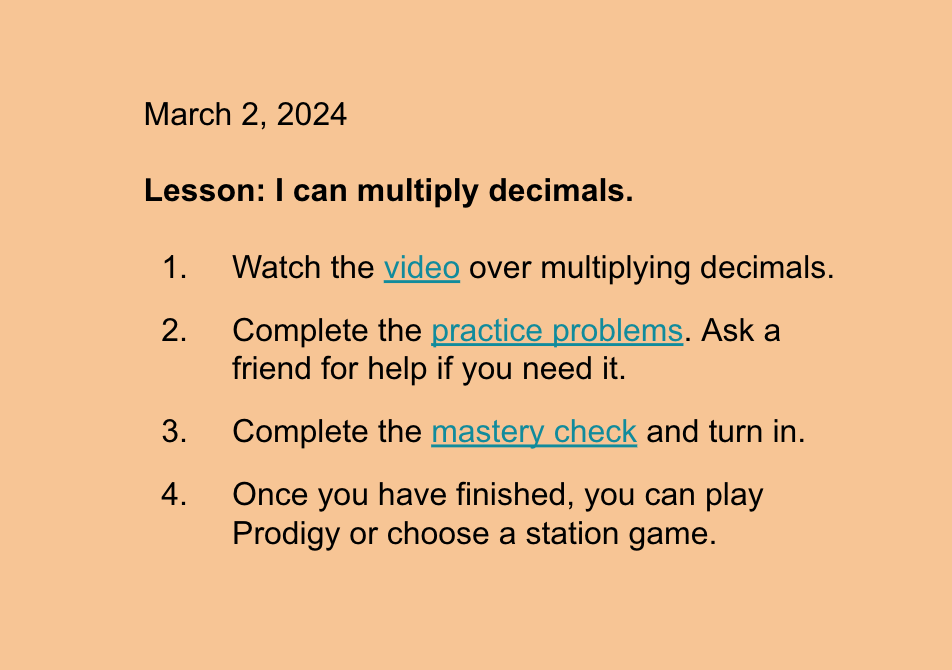 March 2, 2024
Lesson: I can multiply decimals.
1. Watch the video over multiplying decimals.
2. Complete the practice problems. Ask a
friend for help if you need it.
3. Complete the mastery check and turn in.
4. Once you have finished, you can play
Prodigy or choose a station game.